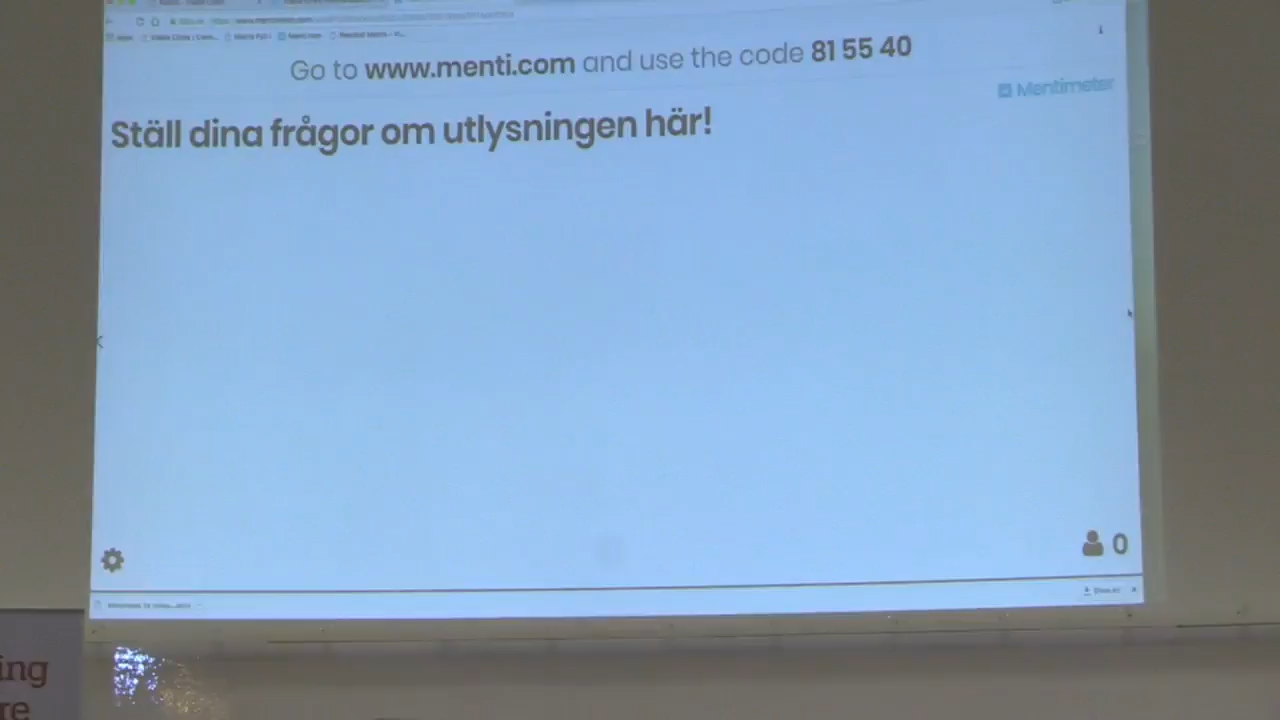 Go to www.menti.com and use the code 81 55 40
Mentimeter
Ställ dina frågor om utlysningen här!
0
ing
re